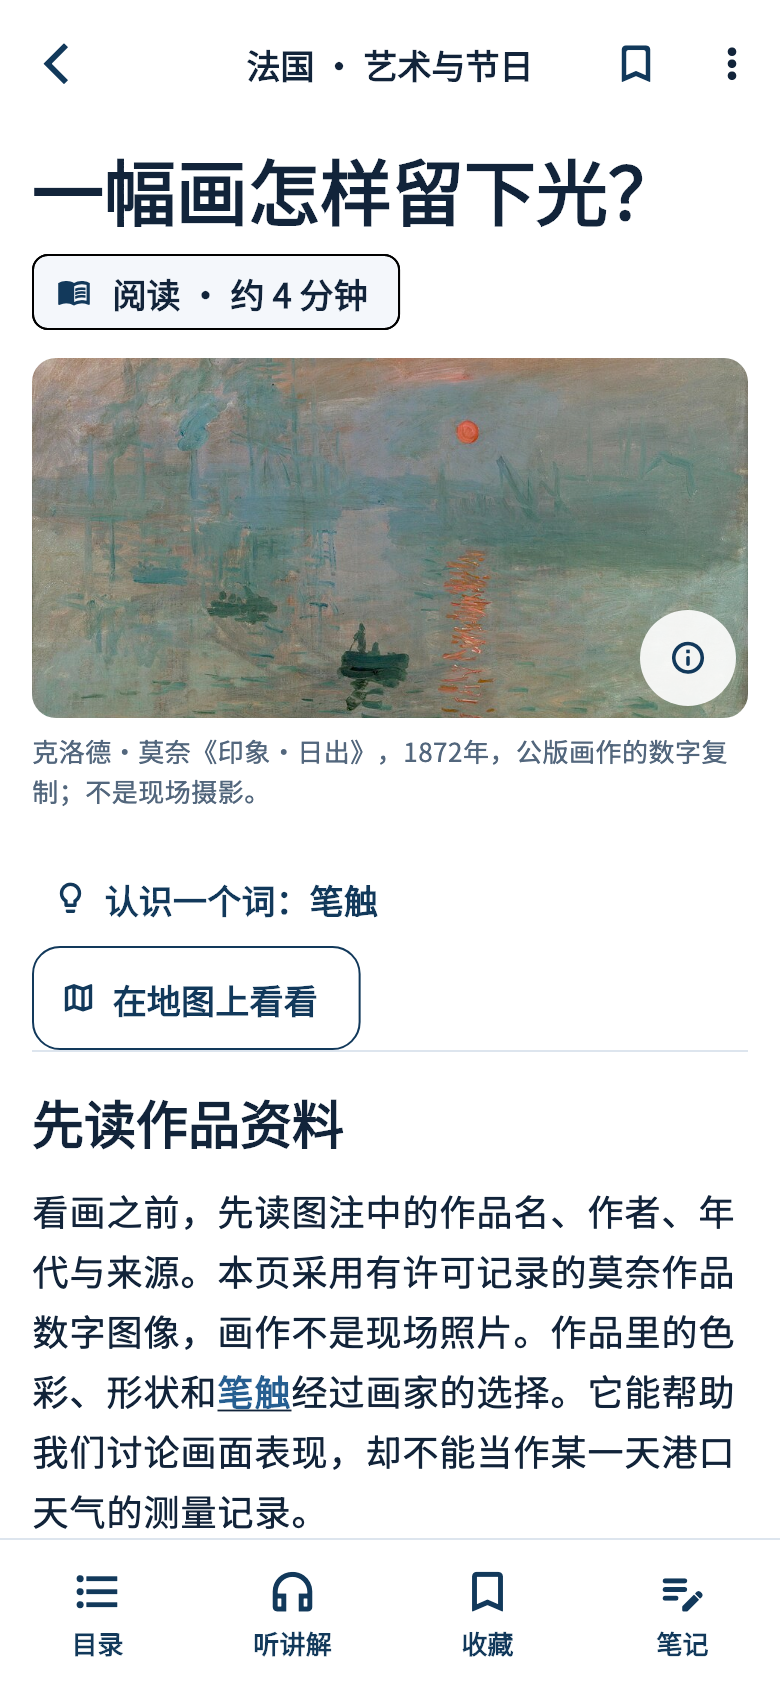 法国 · 艺术与节日
一幅画怎样留下光？
阅读 · 约 4 分钟
克洛德·莫奈《印象·日出》，1872年，公版画作的数字复
制；不是现场摄影。
认识一个词：笔触
在地图上看看
先读作品资料
看画之前，先读图注中的作品名、作者、年
代与来源。本页采用有许可记录的莫奈作品
数字图像，画作不是现场照片。作品里的色
彩、形状和笔触经过画家的选择。它能帮助
我们讨论画面表现，却不能当作某一天港口
天气的测量记录。
目录
听讲解
收藏
笔记